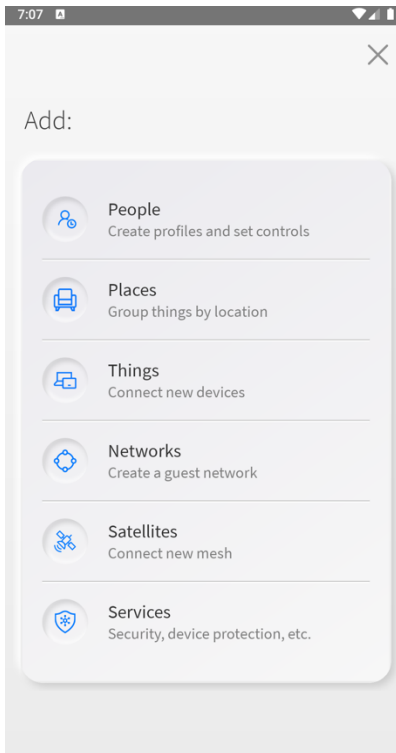 7:07 A
Add:
People
Create profiles and set controls
Places
Group things by location
Things
Connect new devices
Networks
Create a guest network
Satellites
Connect new mesh
Services
Security, device protection, etc.